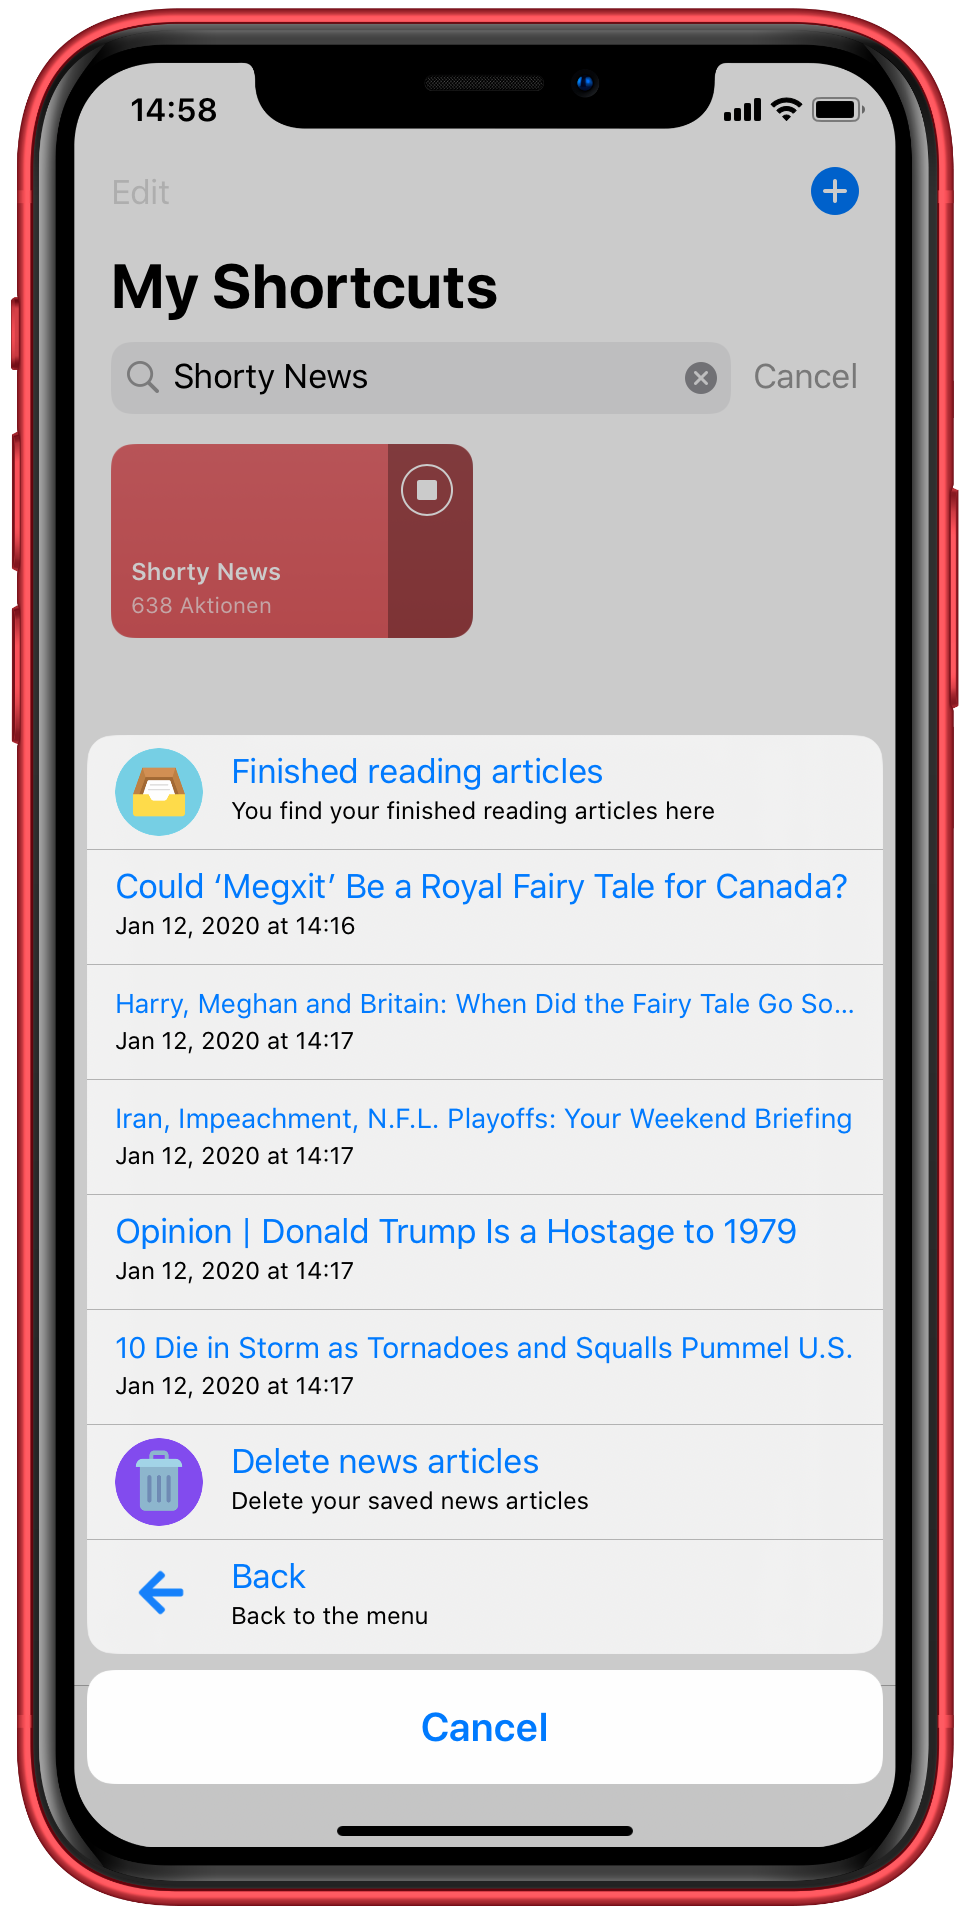 14:58
Edit
My Shortcuts
Shorty News
Cancel
Shorty News
638 Aktionen
Finished reading articles
You find your finished reading articles here
Could ‘Megxit’ Be a Royal Fairy Tale for Canada?
Jan 12, 2020 at 14:16
Harry, Meghan and Britain: When Did the Fairy Tale Go So...
Jan 12, 2020 at 14:17
Iran, Impeachment, N.F.L. Playoffs: Your Weekend Briefing
Jan 12, 2020 at 14:17
Opinion | Donald Trump Is a Hostage to 1979
Jan 12, 2020 at 14:17
10 Die in Storm as Tornadoes and Squalls Pummel U.S.
Jan 12, 2020 at 14:17
Delete news articles
Delete your saved news articles
Back
Back to the menu
Cancel